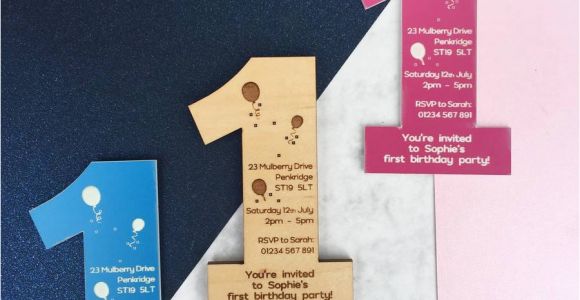 23 Mulberry Drive
Penkridge
ST19 5LT
23 Mulberry Drive
Penkridge
ST19 5LT
Saturday 12th July
2pm - 5pm
RSVP to Sarah:
01234 567 891
You're invited
to Sophie's
first birthday party!
23 Mulberry Drive
Penkridge
ST19 5LT
Saturday 12th July
2pm - 5pm
RSVP to Sarah:
01234 567 891
You're invited
to Sophie's
first birthday party!